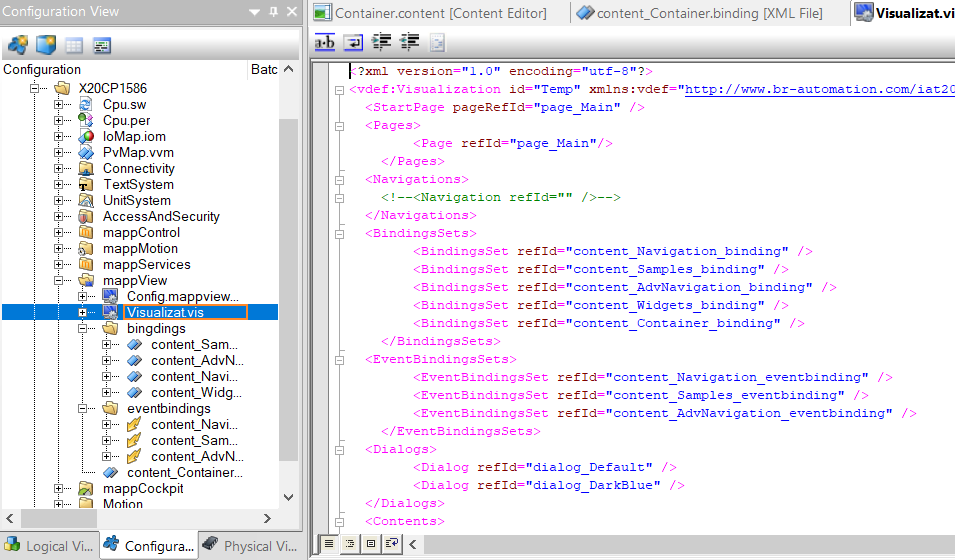 Configuration View
Configuration
Batc
X20CP1586
Cpu.sw
Cpu.per
IoMap.iom
PvMap.vvm
Connectivity
TextSystem
UnitSystem
AccessAndSecurity
mappControl
mappMotion
mappServices
mappView
Config.mappview...
Visualizat.vis
bingdings
content_Sam...
content_AdvN...
content_Navi...
content_Widg...
eventbindings
content_Navi...
content_Sam...
content_AdvN...
content_Container...
mappCockpit
Motion
Logical Vi...
Configura...
Physical Vi...
Container.content [Content Editor]
content_Container.binding [XML File]
Visualizat.vi
a·b
<?xml version="1.0" encoding="utf-8"?>
<vdef:Visualization id="Temp" xmlns:vdef="http://www.br-automation.com/iat20
<StartPage pageRefId="page_Main" />
<Pages>
<Page refId="page_Main"/>
</Pages>
<Navigations>
<!--<Navigation refId="" />-->
</Navigations>
<BindingsSets>
<BindingsSet refId="content_Navigation_binding" />
<BindingsSet refId="content_Samples_binding" />
<BindingsSet refId="content_AdvNavigation_binding" />
<BindingsSet refId="content_Widgets_binding" />
<BindingsSet refId="content_Container_binding" />
</BindingsSets>
<EventBindingsSets>
<EventBindingsSet refId="content_Navigation_eventbinding" />
<EventBindingsSet refId="content_Samples_eventbinding" />
<EventBindingsSet refId="content_AdvNavigation_eventbinding" />
</EventBindingsSets>
<Dialogs>
<Dialog refId="dialog_Default" />
<Dialog refId="dialog_DarkBlue" />
</Dialogs>
<Contents>